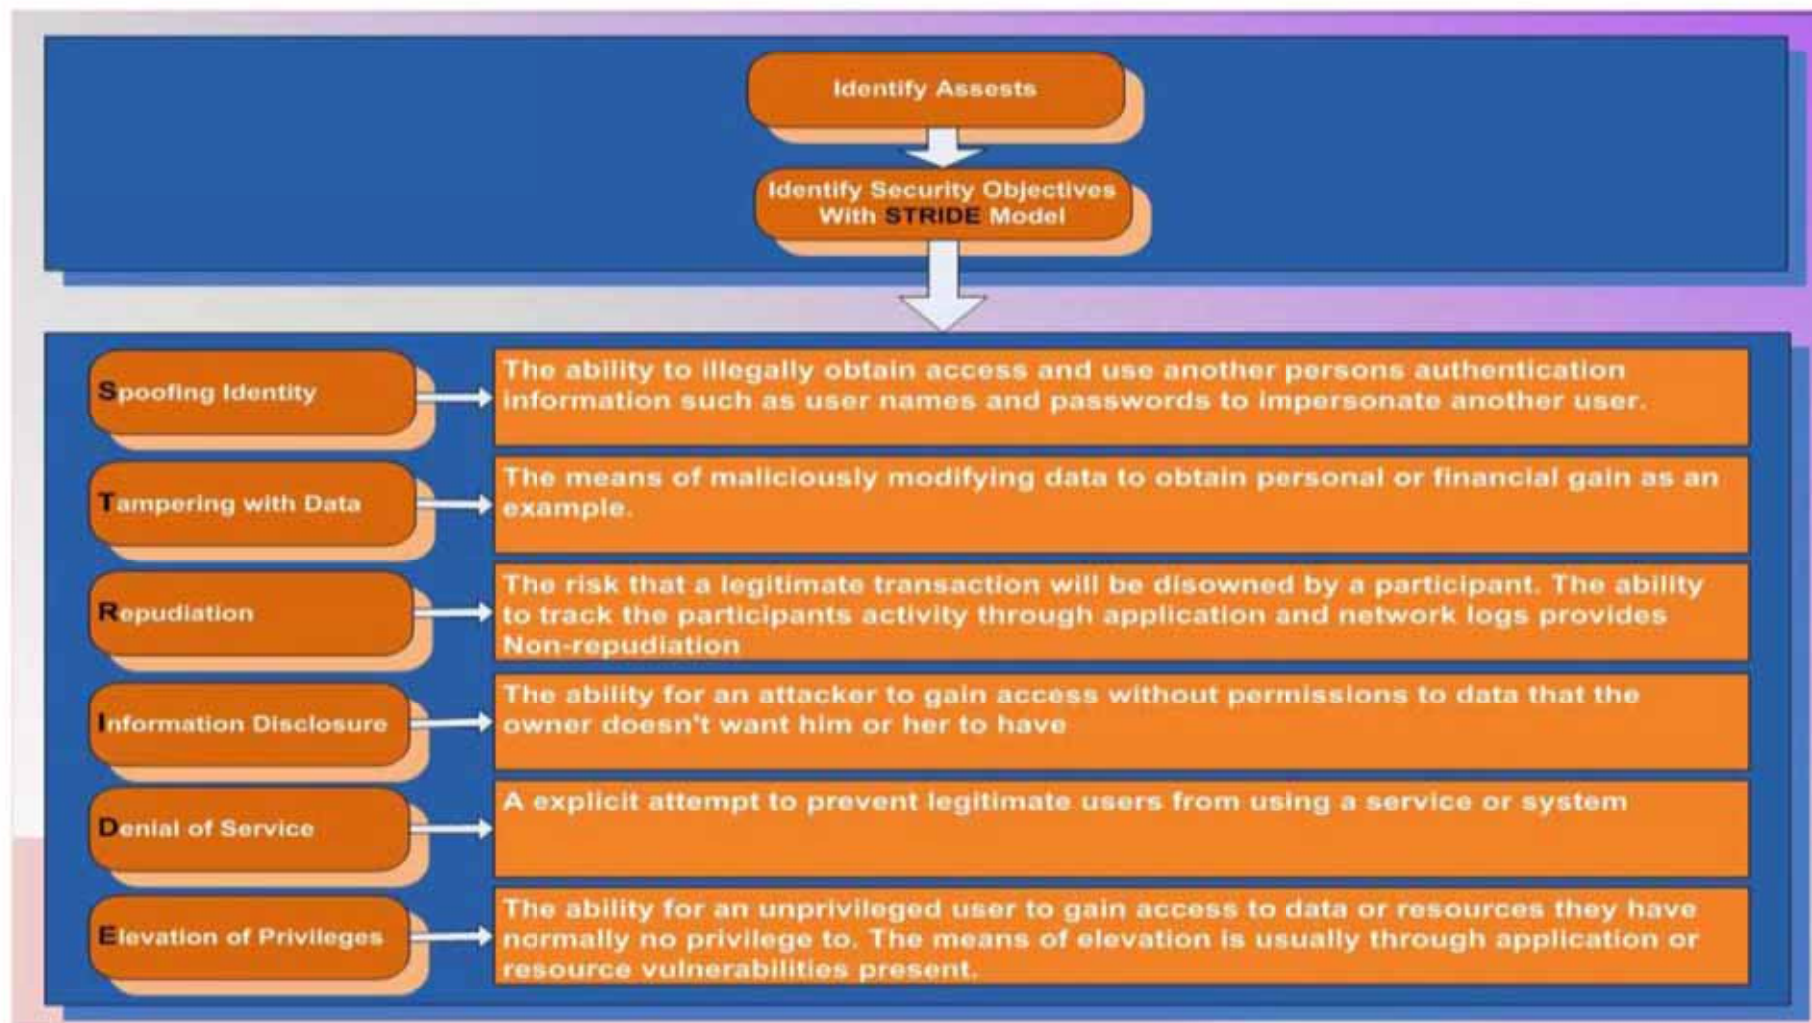 Identify Assests
Identify Security Objectives
With STRIDE Model
Spoofing Identity
The ability to illegally obtain access and use another persons authentication
information such as user names and passwords to impersonate another user.
Tampering with Data
The means of maliciously modifying data to obtain personal or financial gain as an
example.
Repudiation
The risk that a legitimate transaction will be disowned by a participant. The ability
to track the participants activity through application and network logs provides
Non-repudiation
Information Disclosure
The ability for an attacker to gain access without permissions to data that the
owner doesn't want him or her to have
Denial of Service
A explicit attempt to prevent legitimate users from using a service or system
Elevation of Privileges
The ability for an unprivileged user to gain access to data or resources they have
normally no privilege to. The means of elevation is usually through application or
resource vulnerabilities present.